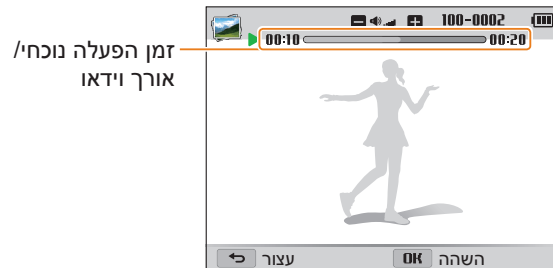 100-0002
00:10 00:20
זמן הפעלה נוכחי/
אורך וידאו
עצור OK השהה